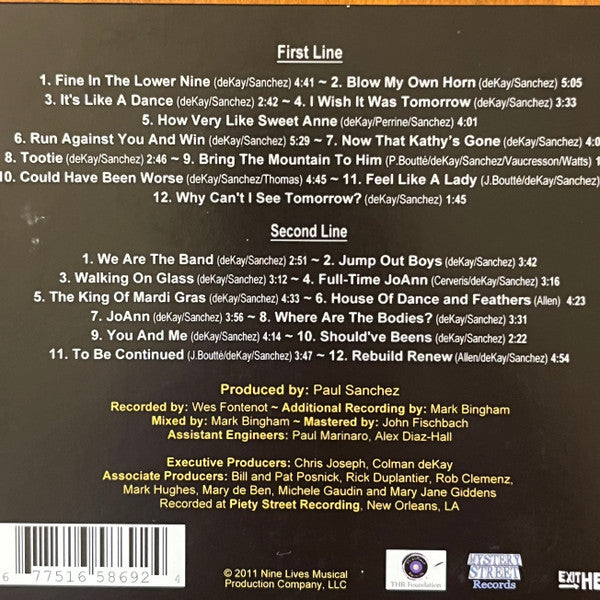 First Line
1. Fine In The Lower Nine (deKay/Sanchez) 4:41 ~ 2. Blow My Own Horn (deKay/Sanchez) 5:05
3. It's Like A Dance (deKay/Sanchez) 2:42 ~ 4. I Wish It Was Tomorrow (deKay/Sanchez) 3:33
5. How Very Like Sweet Anne (deKay/Perrine/Sanchez) 4:01
6. Run Against You And Win (deKay/Sanchez) 5:29 ~ 7. Now That Kathy's Gone (deKay/Sanchez)
8. Tootie (deKay/Sanchez) 2:46 ~ 9. Bring The Mountain To Him (P.Boutté/deKay/Sanchez/Vaucresson/Watts)
10. Could Have Been Worse (deKay/Sanchez/Thomas) 4:45 ~ 11. Feel Like A Lady (J.Boutté/deKay/Sanchez)
12. Why Can't I See Tomorrow? (deKay/Sanchez) 1:45
Second Line
1. We Are The Band (deKay/Sanchez) 2:51 ~ 2. Jump Out Boys (deKay/Sanchez) 3:42
3. Walking On Glass (deKay/Sanchez) 3:12 ~ 4. Full-Time JoAnn (Cerveris/deKay/Sanchez) 3:16
5. The King Of Mardi Gras (deKay/Sanchez) 4:33 ~ 6. House Of Dance and Feathers (Allen) 4:23
7. JoAnn (deKay/Sanchez) 3:56 ~ 8. Where Are The Bodies? (deKay/Sanchez) 3:31
9. You And Me (deKay/Sanchez) 4:14 ~ 10. Should've Beens (deKay/Sanchez) 2:22
11. To Be Continued (J.Boutté/deKay/Sanchez) 3:47 ~ 12. Rebuild Renew (Allen/deKay/Sanchez) 4:54
Produced by: Paul Sanchez
Recorded by: Wes Fontenot ~ Additional Recording by: Mark Bingham
Mixed by: Mark Bingham ~ Mastered by: John Fischbach
Assistant Engineers: Paul Marinaro, Alex Diaz-Hall
Executive Producers: Chris Joseph, Colman deKay
Associate Producers: Bill and Pat Posnick, Rick Duplantier, Rob Clemenz,
Mark Hughes, Mary de Ben, Michele Gaudin and Mary Jane Giddens
Recorded at Piety Street Recording, New Orleans, LA
6 77516 58692 4
© 2011 Nine Lives Musical
Production Company, LLC
THR Foundation
MYSTERY
STREET
Records
EXIT